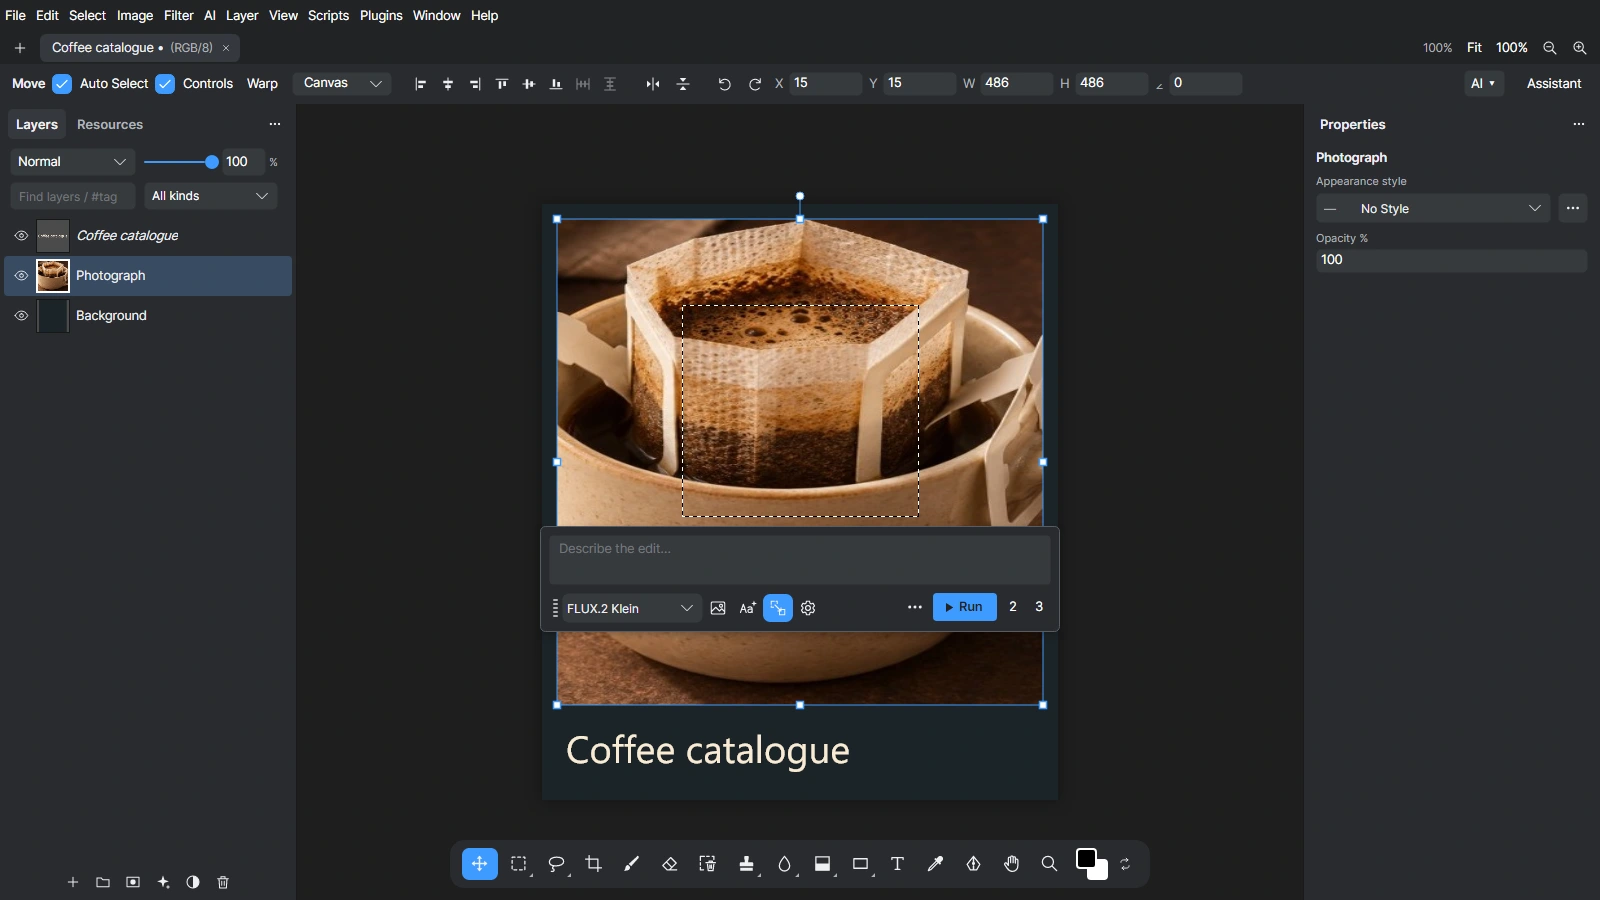 File Edit Select Image Filter AI Layer View Scripts Plugins Window Help
Coffee catalogue • (RGB/8) ×
100% Fit 100%
Move Auto Select Controls Warp Canvas X 15 Y 15 W 486 H 486 ∠ 0 AI Assistant
Layers Resources
Normal 100 %
Find layers / #tag All kinds
Coffee catalogue
Photograph
Background
Properties
Photograph
Appearance style
No Style
Opacity %
100
Describe the edit...
FLUX.2 Klein Aa Run 2 3
Coffee catalogue
T